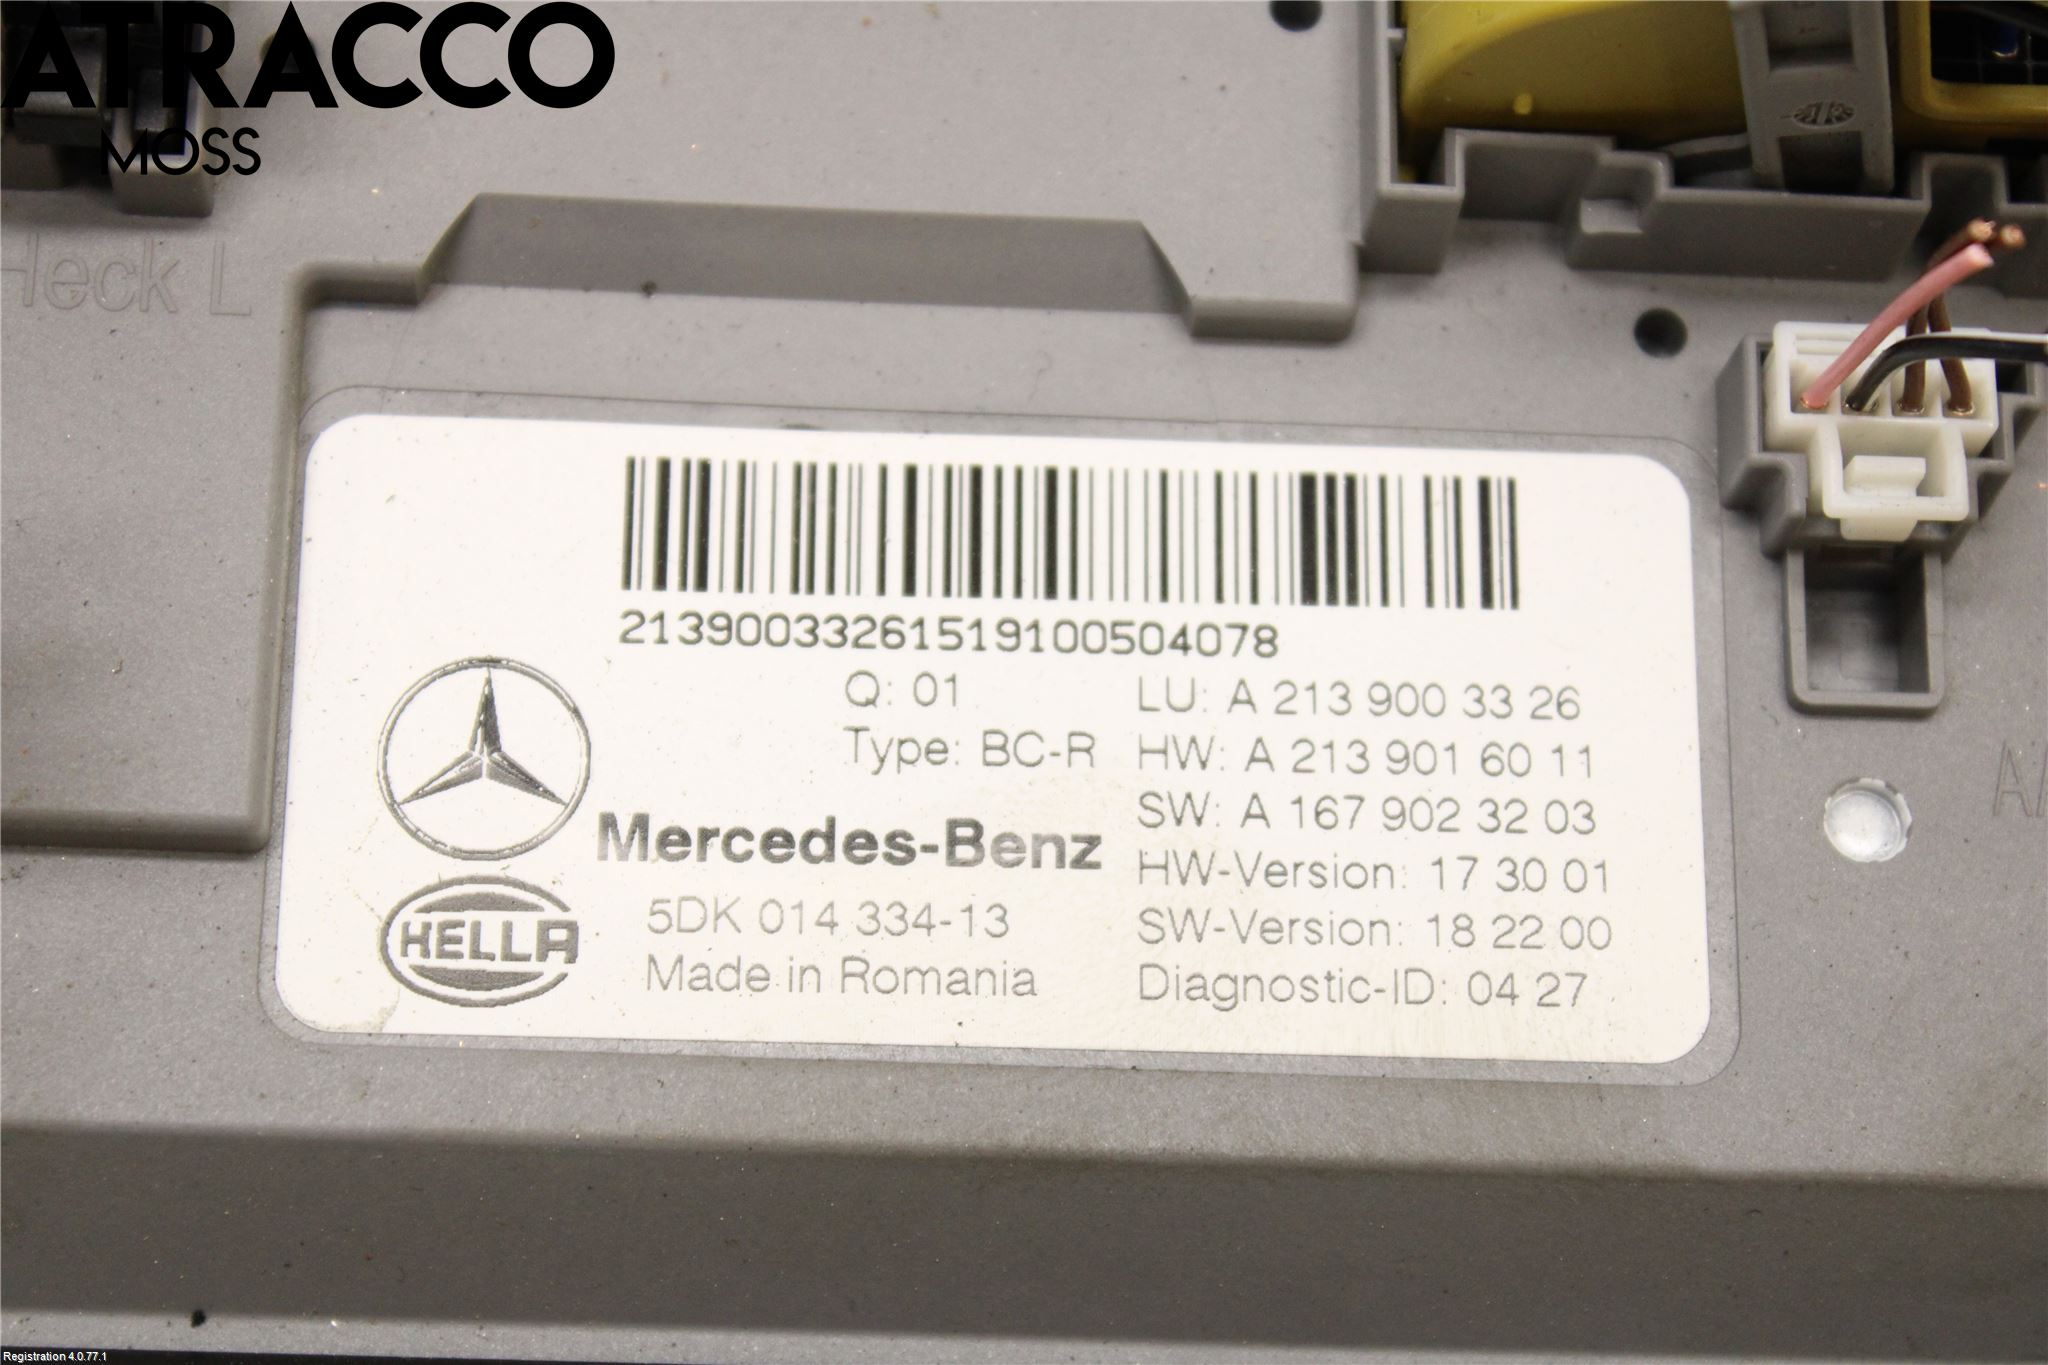 ATRACCO
MOSS
Heck L
21390033261519100504078
Q: 01
Type: BC-R
LU: A 213 900 33 26
HW: A 213 901 60 11
SW: A 167 902 32 03
HW-Version: 17 30 01
SW-Version: 18 22 00
Diagnostic-ID: 04 27
Mercedes-Benz
HELLA
5DK 014 334-13
Made in Romania
Registration 4.0.77.1